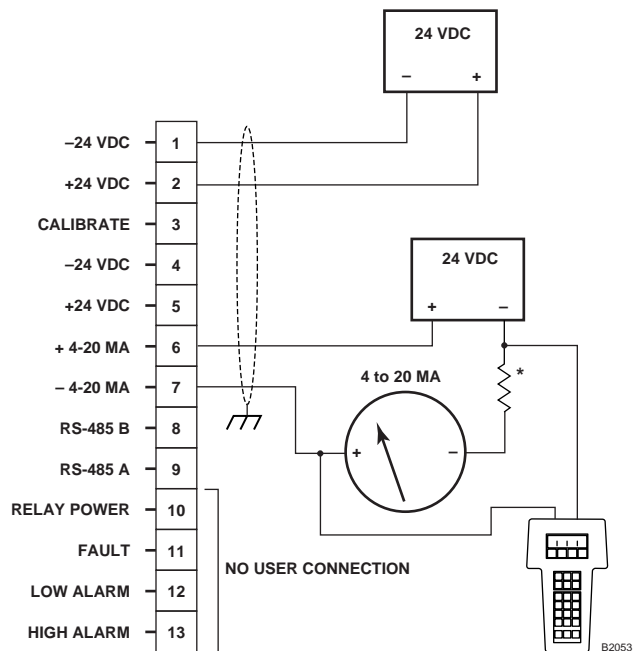 24 VDC
– +
–24 VDC – 1
+24 VDC – 2
CALIBRATE – 3
–24 VDC – 4
24 VDC
+24 VDC – 5
+ –
+ 4-20 MA – 6
– 4-20 MA – 7
4 to 20 MA
*
RS-485 B – 8
+ –
RS-485 A – 9
RELAY POWER – 10
FAULT – 11
NO USER CONNECTION
LOW ALARM – 12
HIGH ALARM – 13
B2053